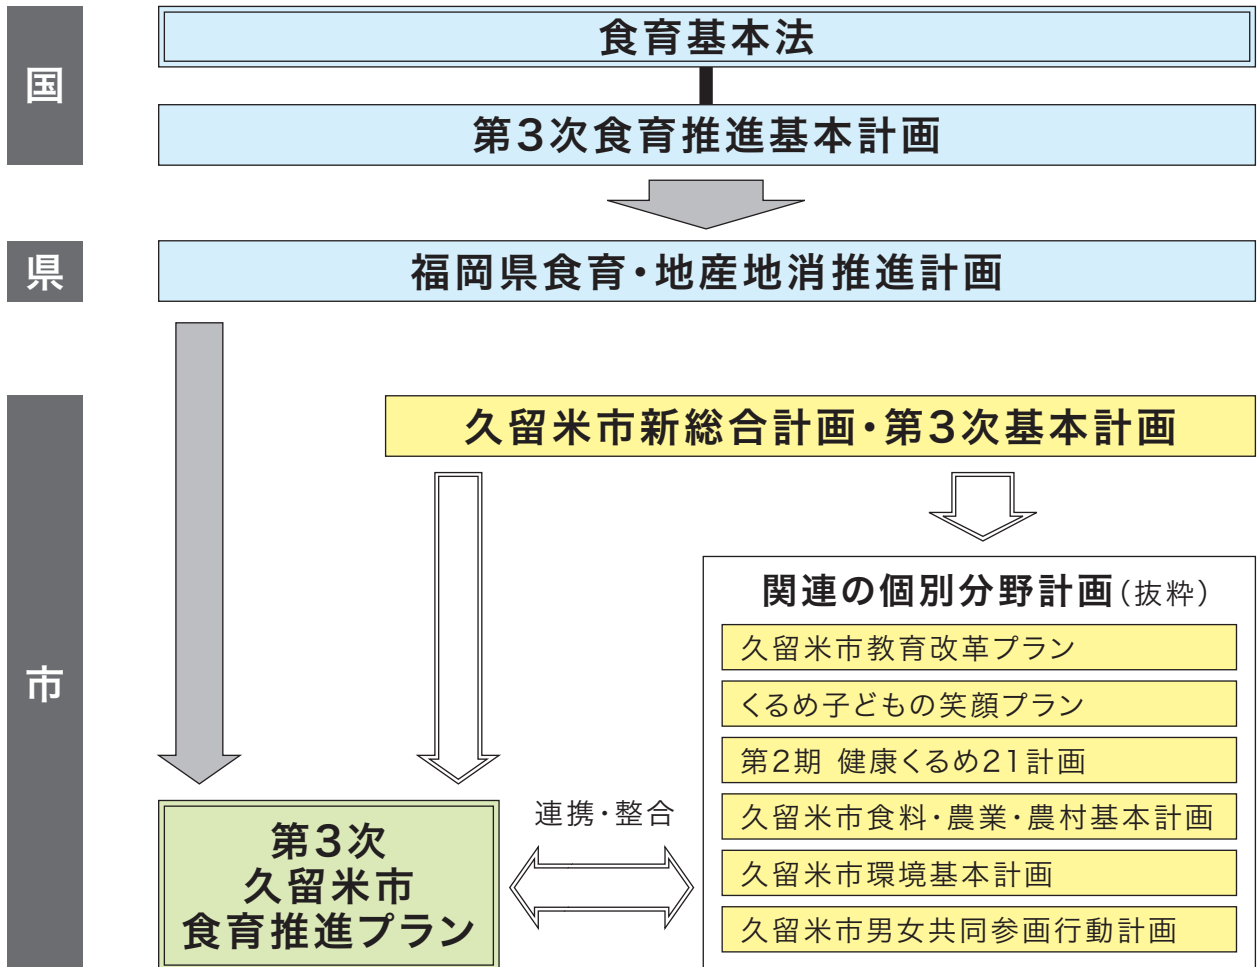 国
食育基本法
第3次食育推進基本計画
県
福岡県食育・地産地消推進計画
市
久留米市新総合計画・第3次基本計画
関連の個別分野計画(抜粋)
久留米市教育改革プラン
くるめ子どもの笑顔プラン
第2期 健康くるめ21計画
久留米市食料・農業・農村基本計画
久留米市環境基本計画
久留米市男女共同参画行動計画
連携・整合
第3次
久留米市
食育推進プラン